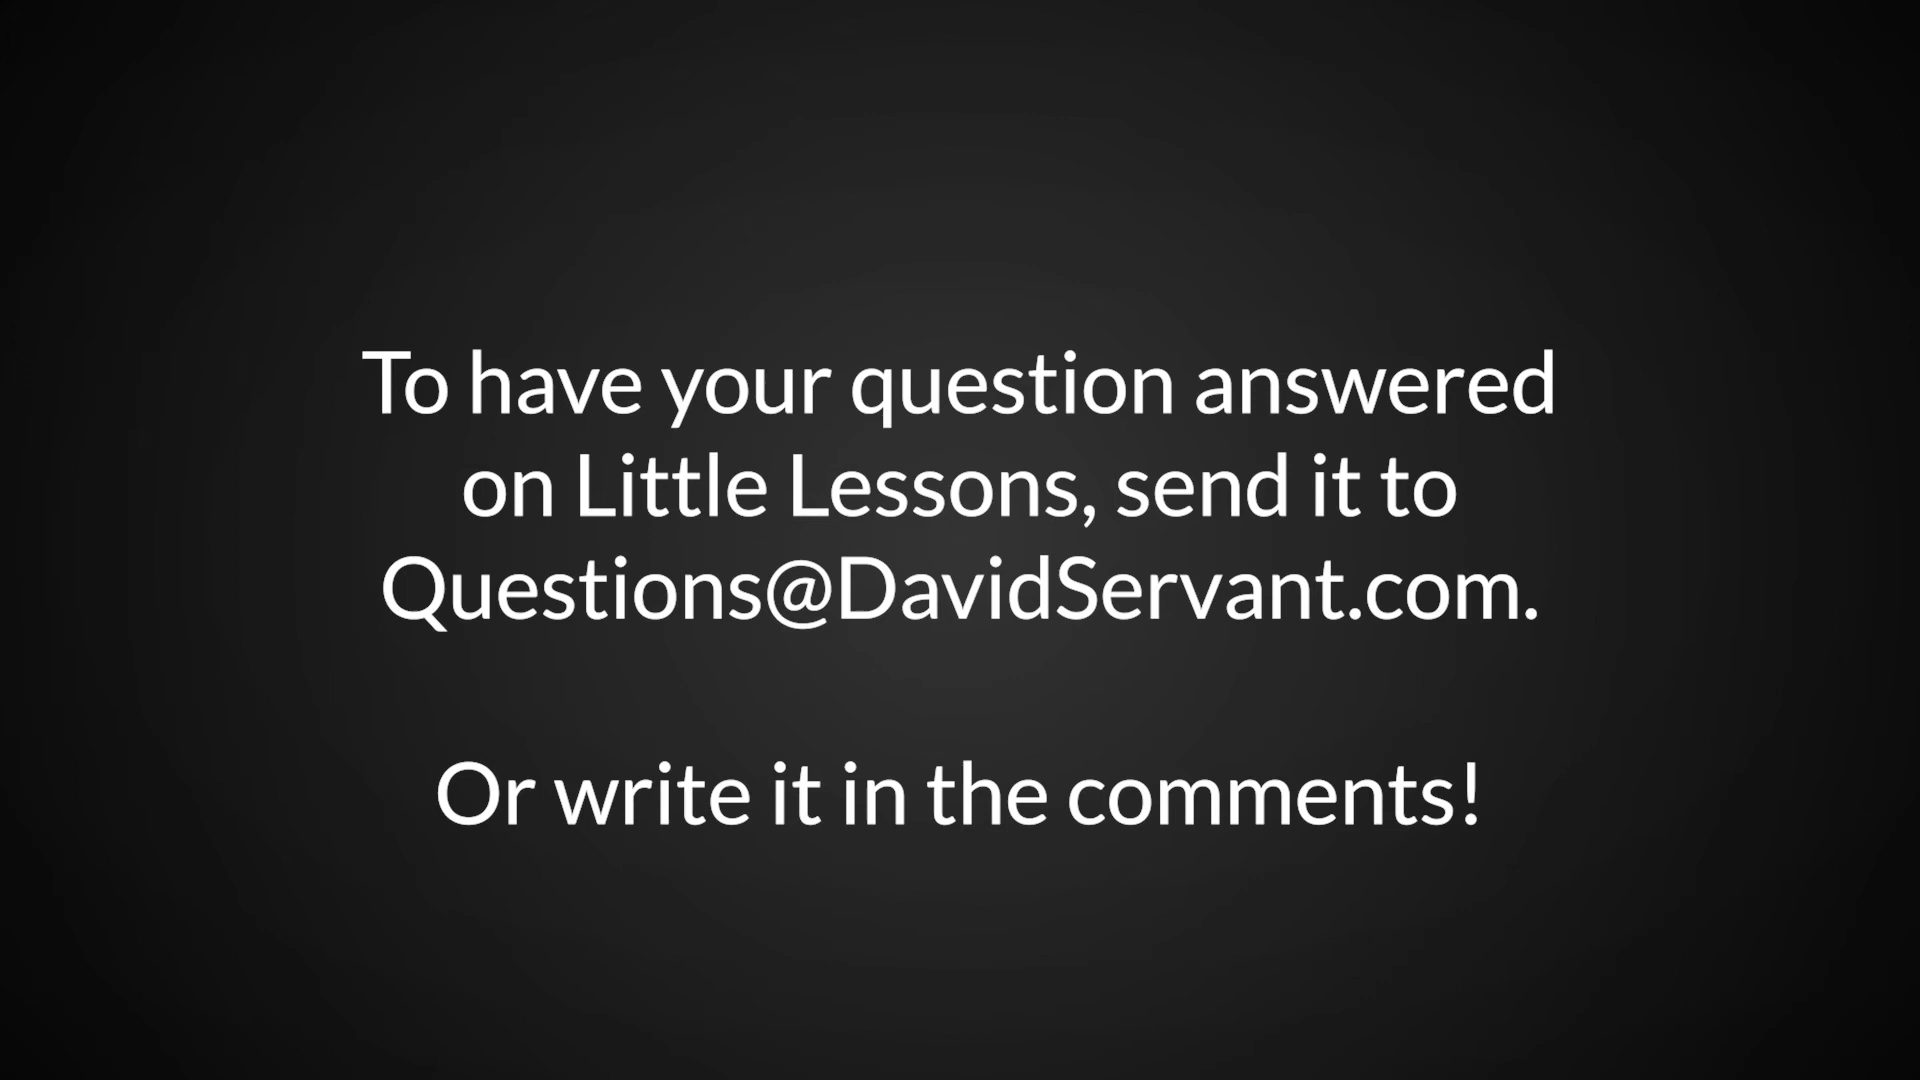 To have your question answered
on Little Lessons, send it to
Questions@DavidServant.com.
Or write it in the comments!